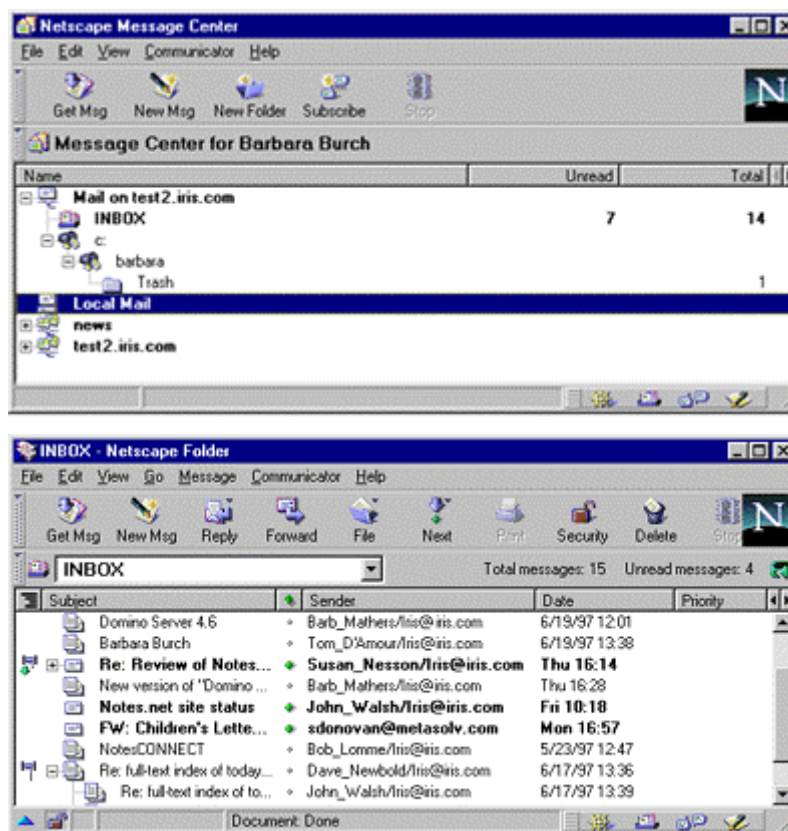 Netscape Message Center
File Edit View Communicator Help
Get Msg New Msg New Folder Subscribe Stop
N
Message Center for Barbara Burch
Name Unread Total
Mail on test2.iris.com
INBOX 7 14
c:
barbara
Trash 1
Local Mail
news
test2.iris.com
INBOX - Netscape Folder
File Edit View Go Message Communicator Help
Get Msg New Msg Reply Forward File Next Print Security Delete Stop
N
INBOX Total messages: 15 Unread messages: 4
Subject Sender Date Priority
Domino Server 4.6 Barb_Mathers/Iris@iris.com 6/19/97 12:01
Barbara Burch Tom_D'Amour/Iris@iris.com 6/19/97 13:38
Re: Review of Notes... Susan_Nesson/Iris@iris.com Thu 16:14
New version of "Domino ... Barb_Mathers/Iris@iris.com Thu 16:28
Notes.net site status John_Walsh/Iris@iris.com Fri 10:18
FW: Children's Lette... sdonovan@metasolv.com Mon 16:57
NotesCONNECT Bob_Lomme/Iris@iris.com 5/23/97 12:47
Re: full-text index of today... Dave_Newbold/Iris@iris.com 6/17/97 13:36
Re: full-text index of to... John_Walsh/Iris@iris.com 6/17/97 13:39
Document: Done